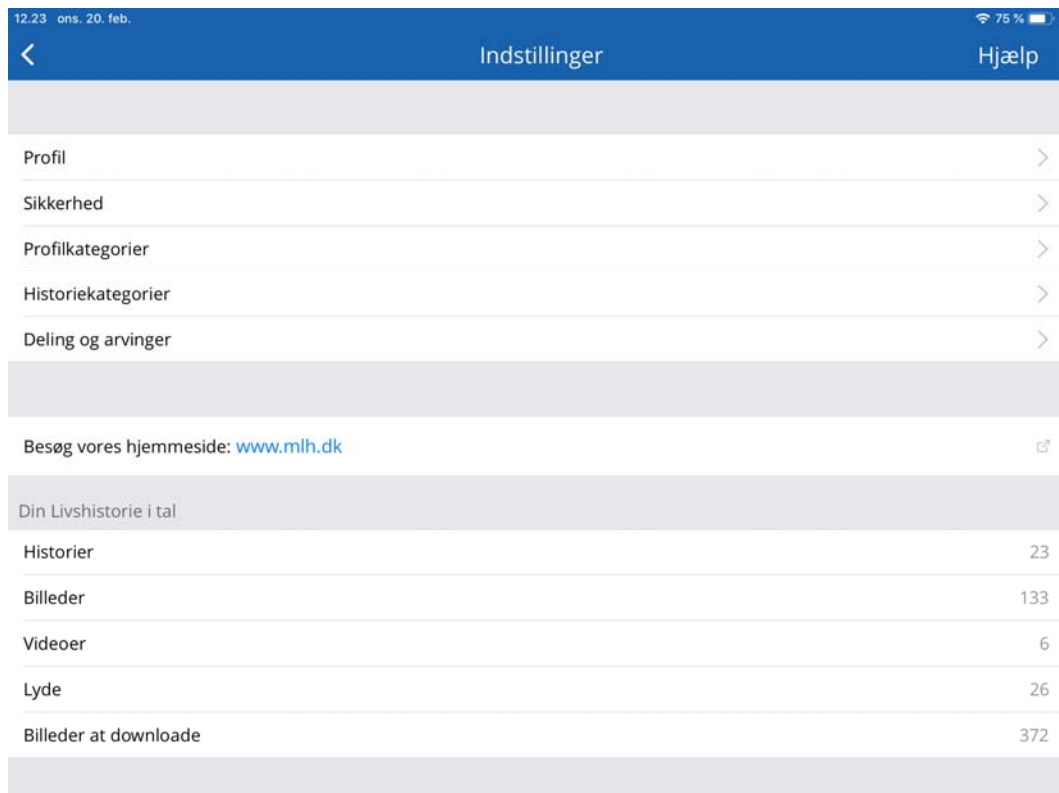 12.23 ons. 20. feb. 75 %
Indstillinger Hjælp
Profil
Sikkerhed
Profilkategorier
Historiekategorier
Deling og arvinger
Besøg vores hjemmeside: www.mlh.dk
Din Livshistorie i tal
Historier 23
Billeder 133
Videoer 6
Lyde 26
Billeder at downloade 372